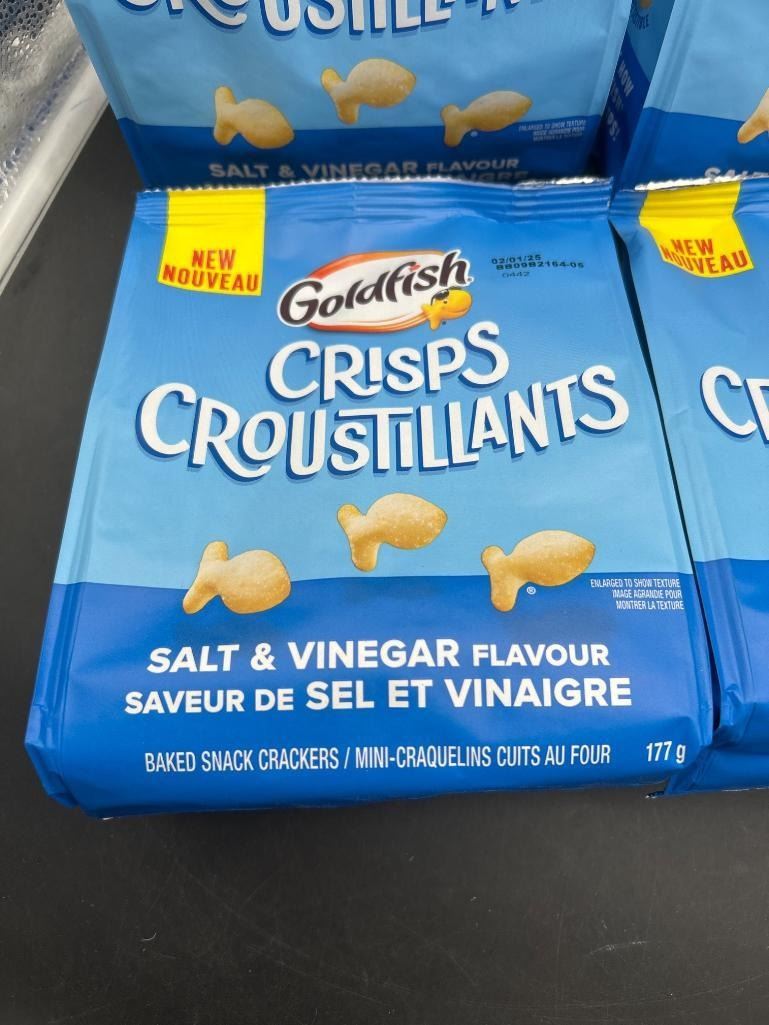 SALT & VINEGAR FLAVOUR
NEW
NOUVEAU
Goldfish
02/01/25
BB09B2164-05
0442
CRISPS
CROUSTILLANTS
ENLARGED TO SHOW TEXTURE
IMAGE AGRANDIE POUR
MONTRER LA TEXTURE
SALT & VINEGAR FLAVOUR
SAVEUR DE SEL ET VINAIGRE
BAKED SNACK CRACKERS / MINI-CRAQUELINS CUITS AU FOUR 177 g
NEW
NOUVEAU